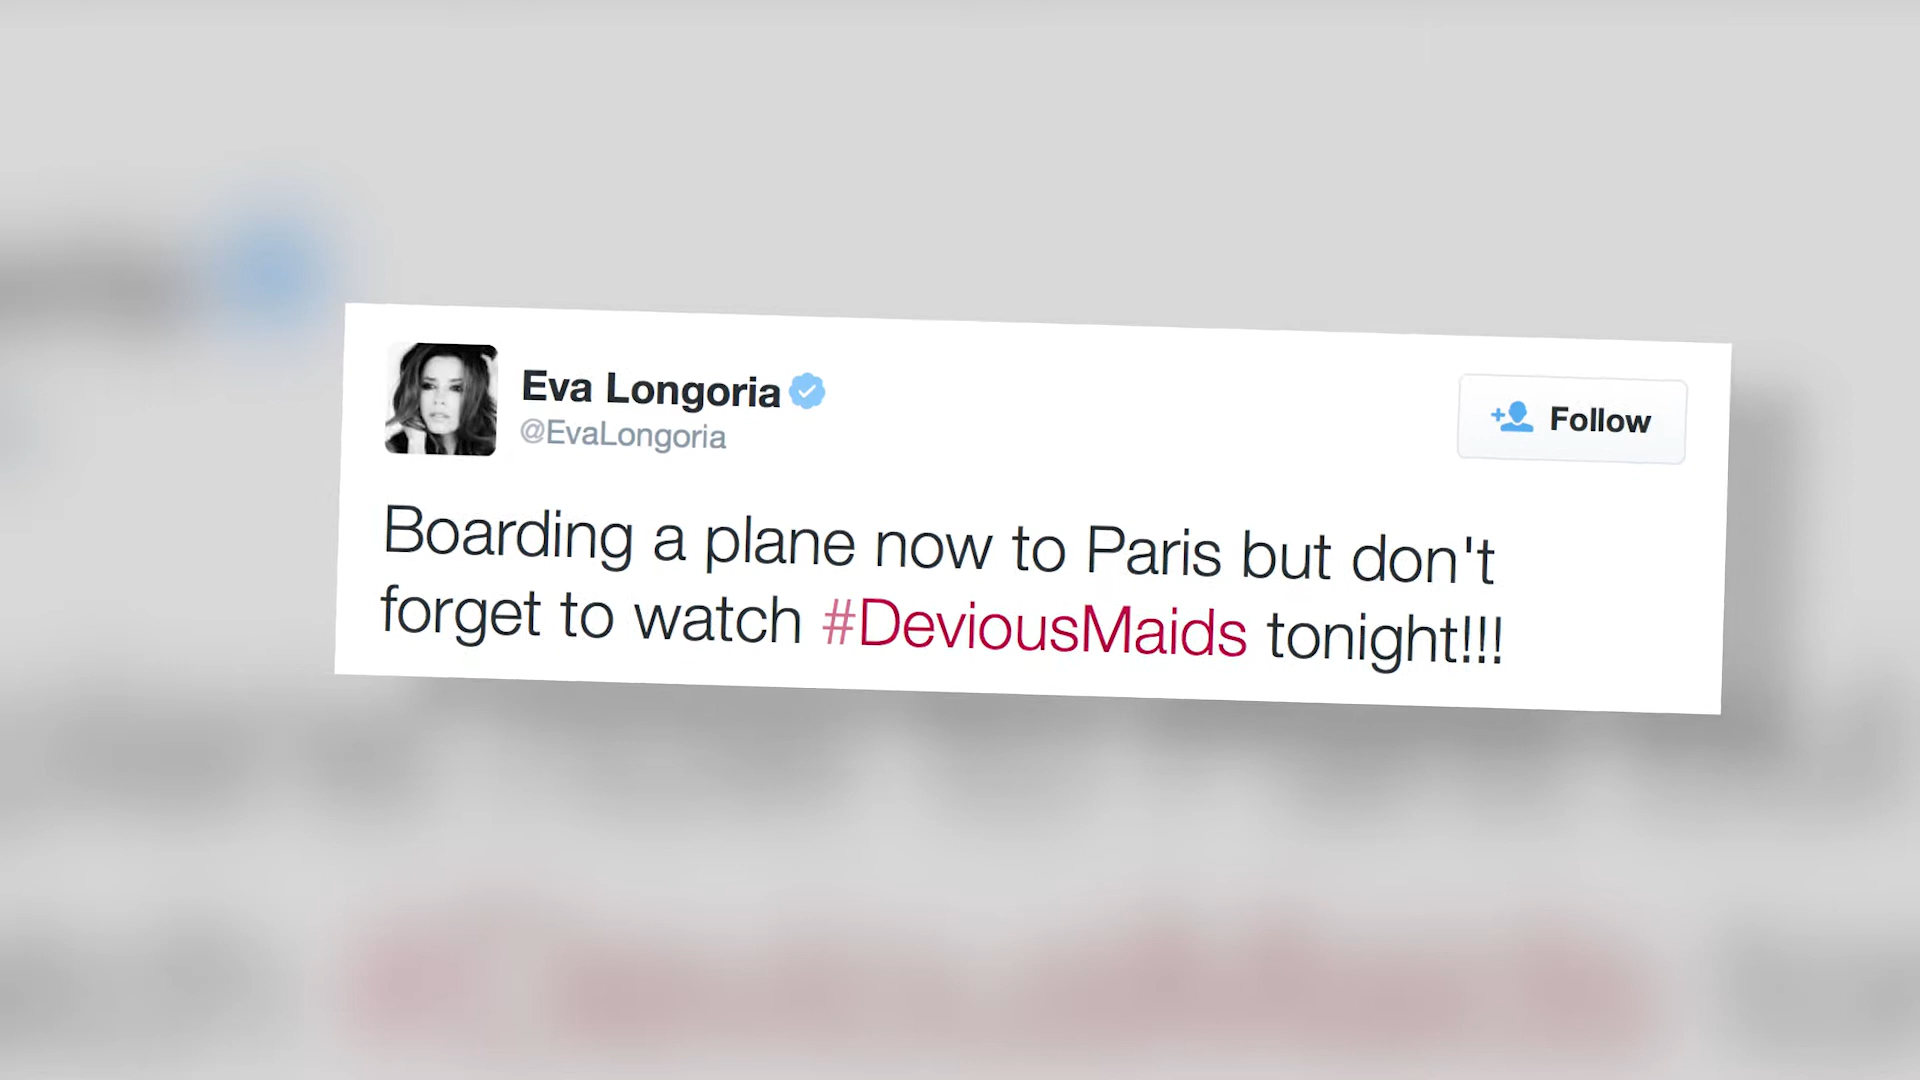 Eva Longoria
@EvaLongoria
Follow
Boarding a plane now to Paris but don't
forget to watch #DeviousMaids tonight!!!